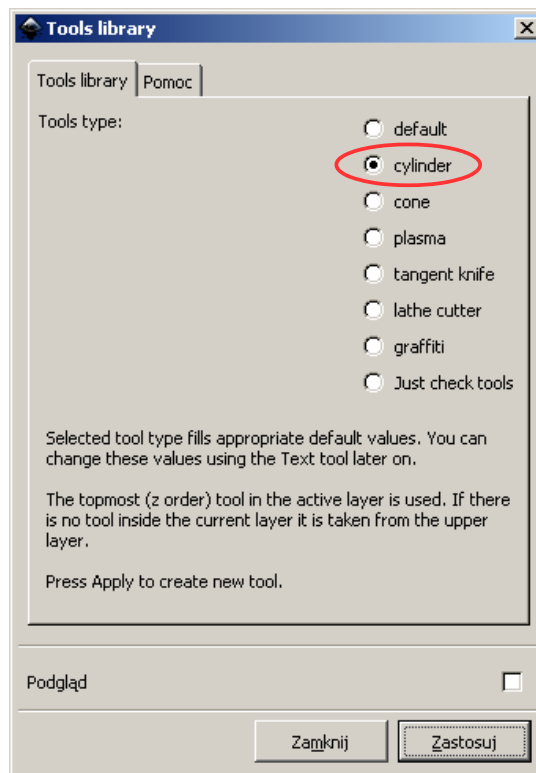 Tools library
Tools library Pomoc
Tools type:
default
cylinder
cone
plasma
tangent knife
lathe cutter
graffiti
Just check tools
Selected tool type fills appropriate default values. You can
change these values using the Text tool later on.
The topmost (z order) tool in the active layer is used. If there
is no tool inside the current layer it is taken from the upper
layer.
Press Apply to create new tool.
Podgląd
Zamknij Zastosuj